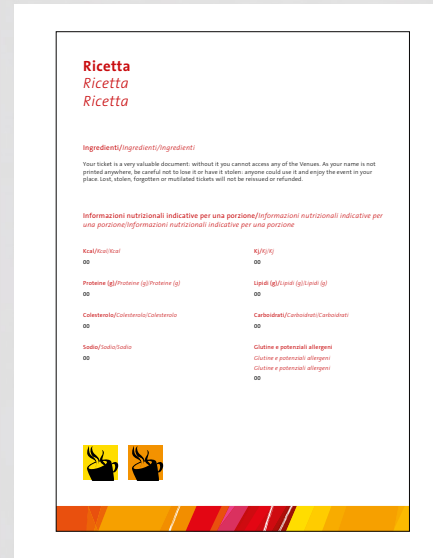 Ricetta
Ricetta
Ricetta
Ingredienti/Ingredienti/Ingredienti
Your ticket is a very valuable document: without it you cannot access any of the Venues. As your name is not
printed anywhere, be careful not to lose it or have it stolen: anyone could use it and enjoy the event in your
place. Lost, stolen, forgotten or mutilated tickets will not be reissued or refunded.
Informazioni nutrizionali indicative per una porzione/Informazioni nutrizionali indicative per
una porzione/Informazioni nutrizionali indicative per una porzione
Kcal/Kcal/Kcal
00
Kj/Kj/Kj
00
Proteine (g)/Proteine (g)/Proteine (g)
00
Lipidi (g)/Lipidi (g)/Lipidi (g)
00
Colesterolo/Colesterolo/Colesterolo
00
Carboidrati/Carboidrati/Carboidrati
00
Sodio/Sodio/Sodio
00
Glutine e potenziali allergeni
Glutine e potenziali allergeni
Glutine e potenziali allergeni
00